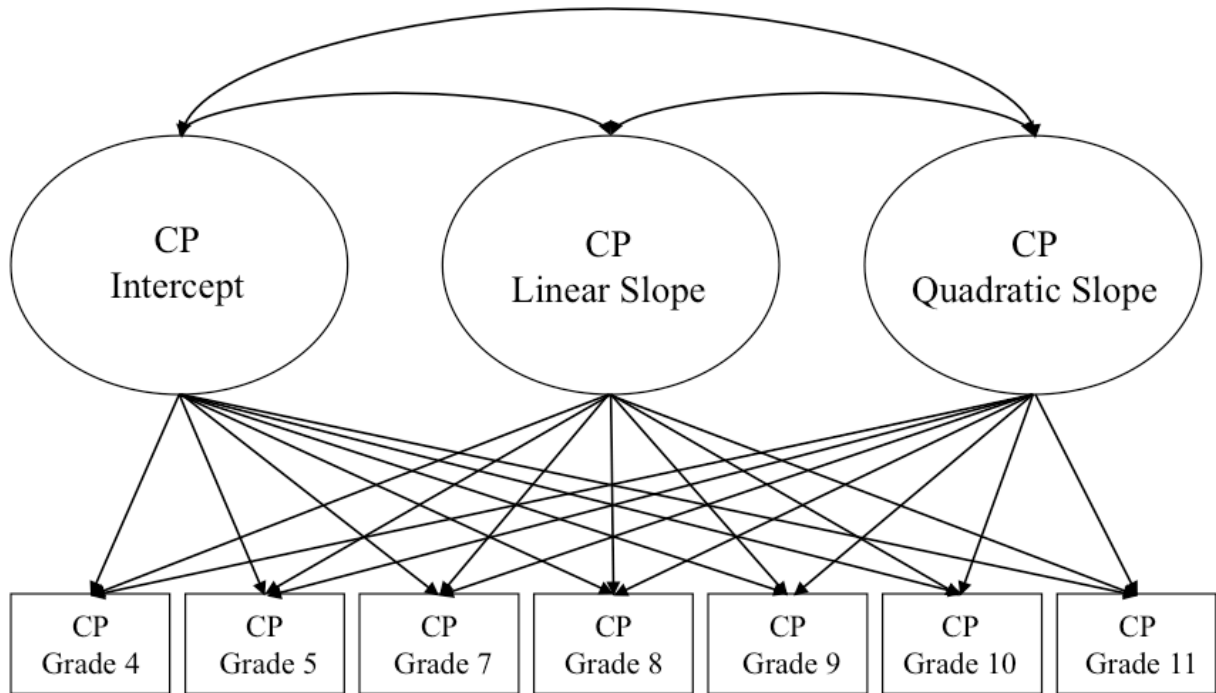 CP
Intercept
CP
Linear Slope
CP
Quadratic Slope
CP
Grade 4
CP
Grade 5
CP
Grade 7
CP
Grade 8
CP
Grade 9
CP
Grade 10
CP
Grade 11